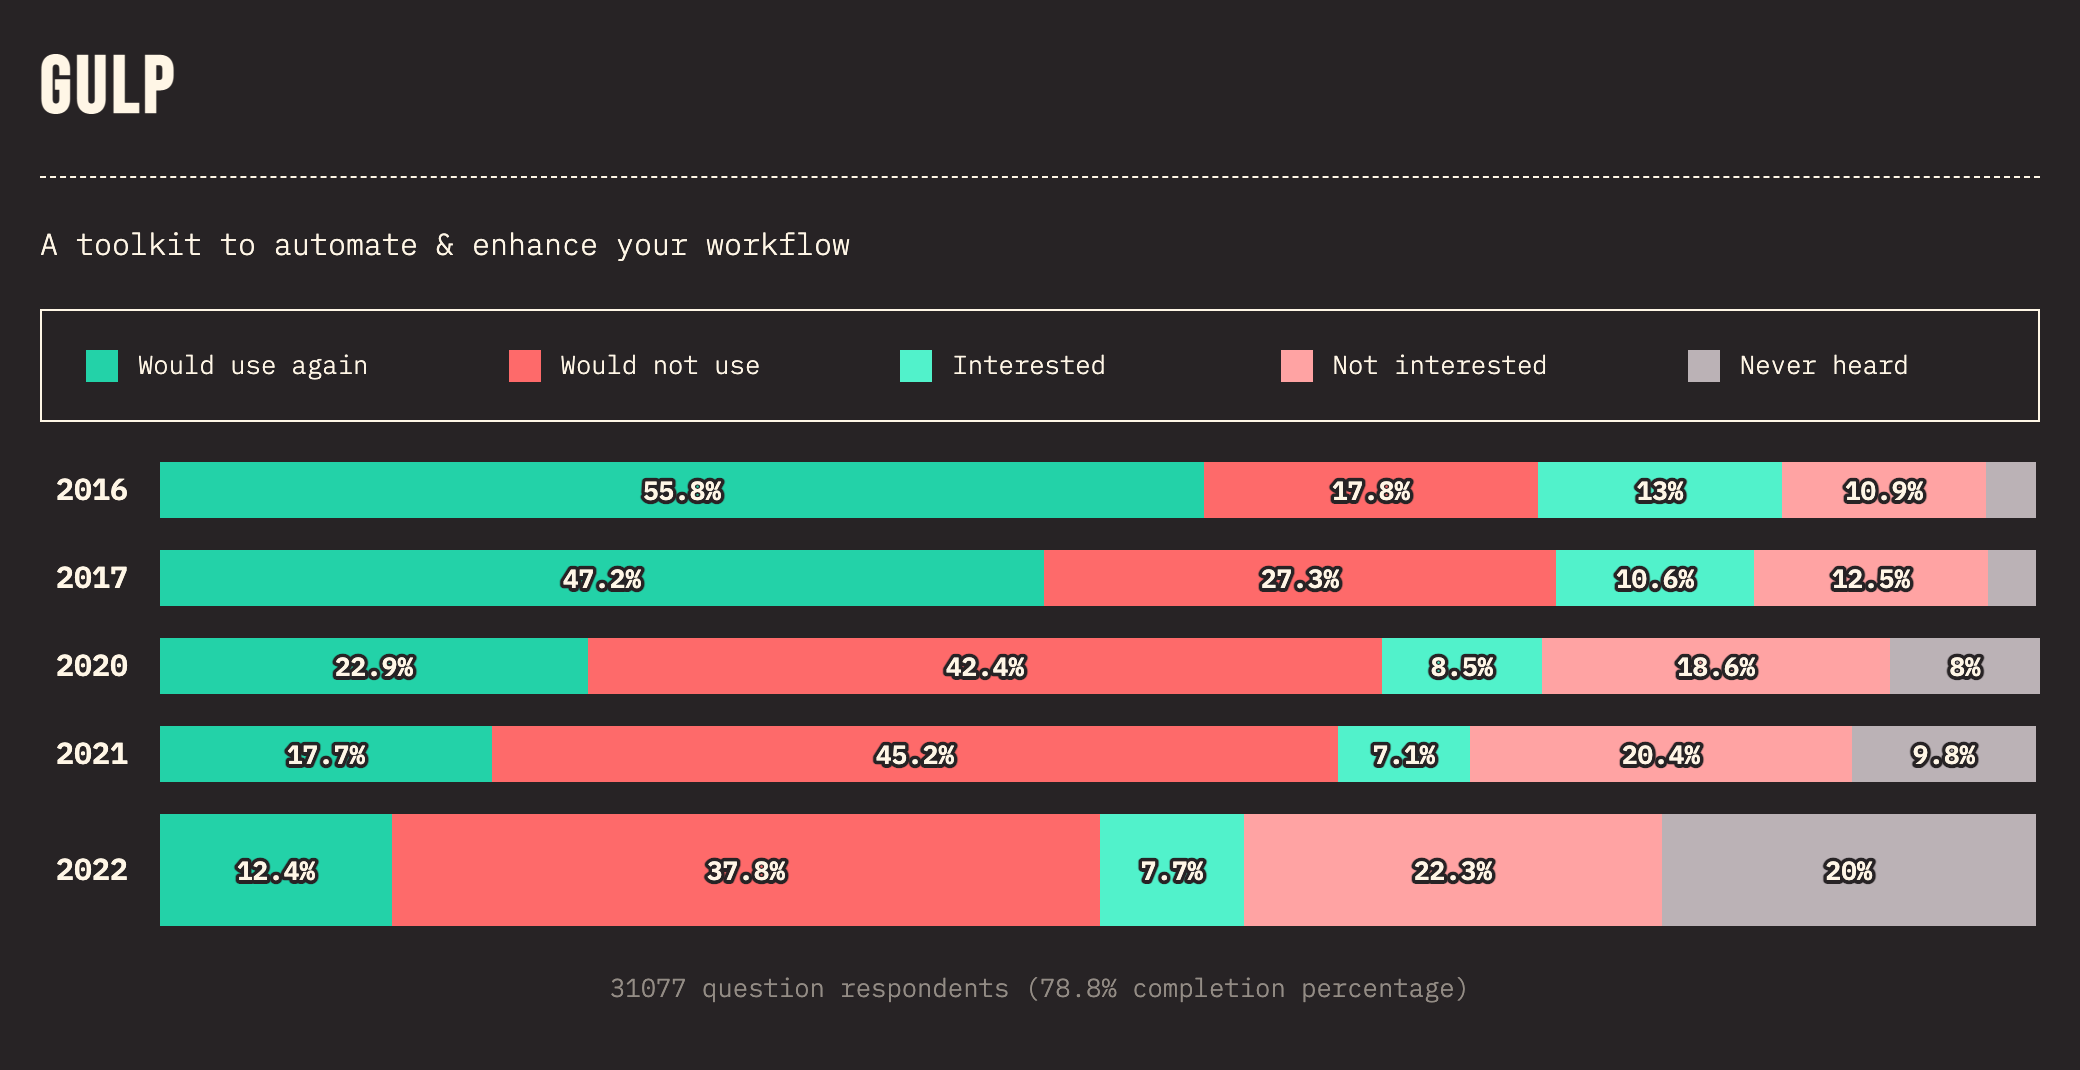 GULP
A toolkit to automate & enhance your workflow
Would use again Would not use Interested Not interested Never heard
2016 55.8% 17.8% 13% 10.9%
2017 47.2% 27.3% 10.6% 12.5%
2020 22.9% 42.4% 8.5% 18.6% 8%
2021 17.7% 45.2% 7.1% 20.4% 9.8%
2022 12.4% 37.8% 7.7% 22.3% 20%
31077 question respondents (78.8% completion percentage)